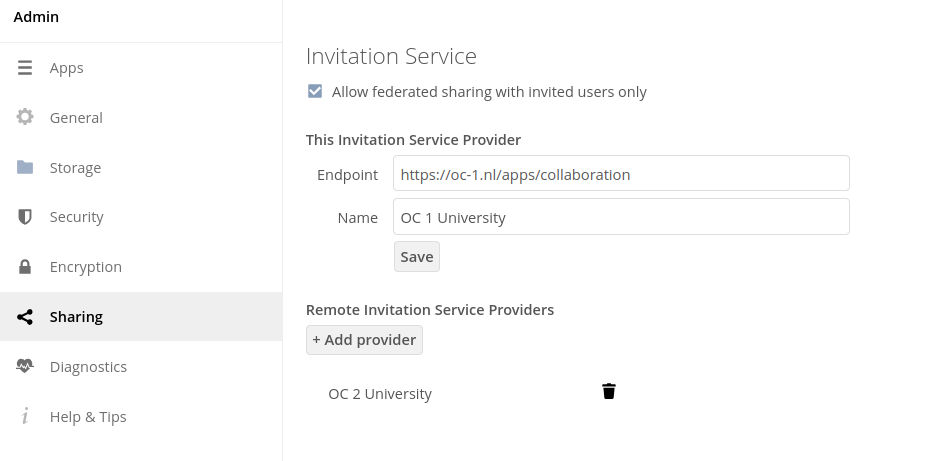 Admin
Apps
General
Storage
Security
Encryption
Sharing
Diagnostics
Help & Tips
Invitation Service
Allow federated sharing with invited users only
This Invitation Service Provider
Endpoint https://oc-1.nl/apps/collaboration
Name OC 1 University
Save
Remote Invitation Service Providers
+ Add provider
OC 2 University